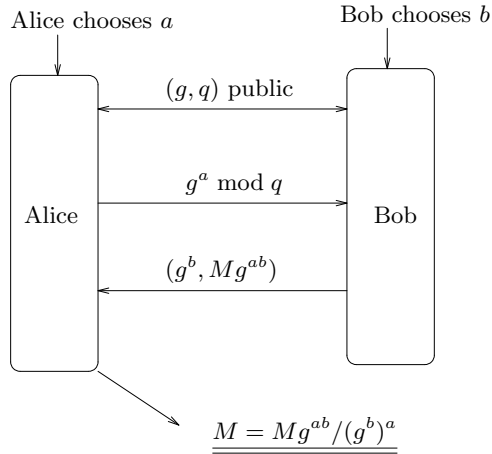 Alice chooses a
Bob chooses b
(g, q) public
g^a mod q
Alice
Bob
(g^b, Mg^{ab})
M = Mg^{ab}/(g^b)^a